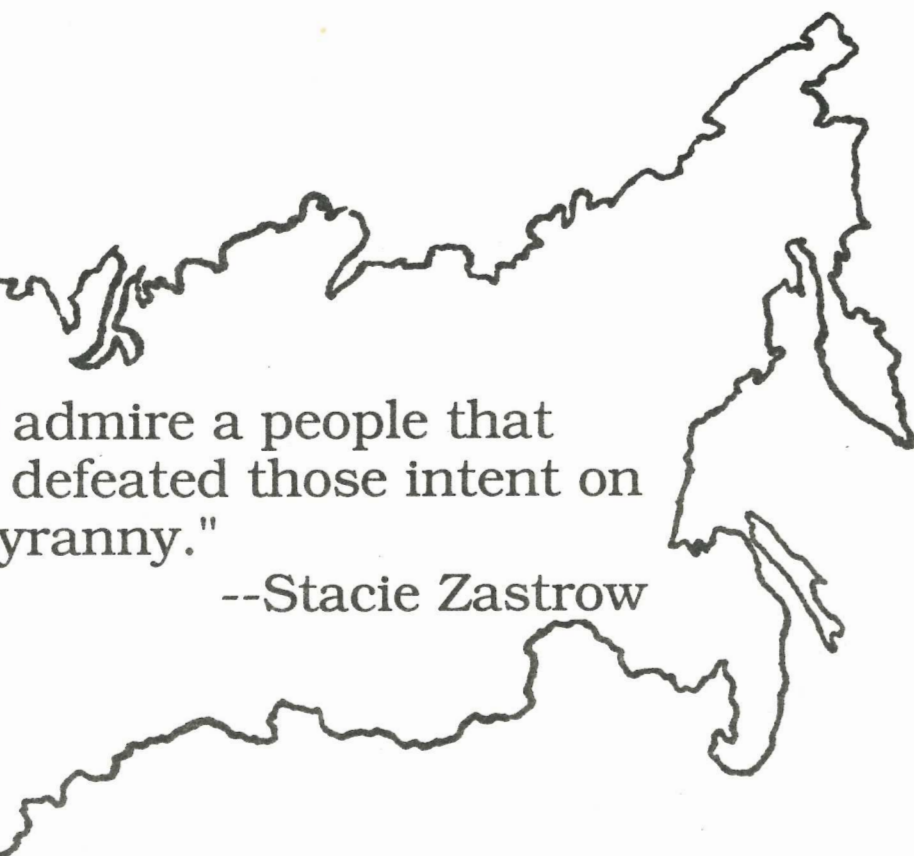 admire a people that
defeated those intent on
yranny."
--Stacie Zastrow